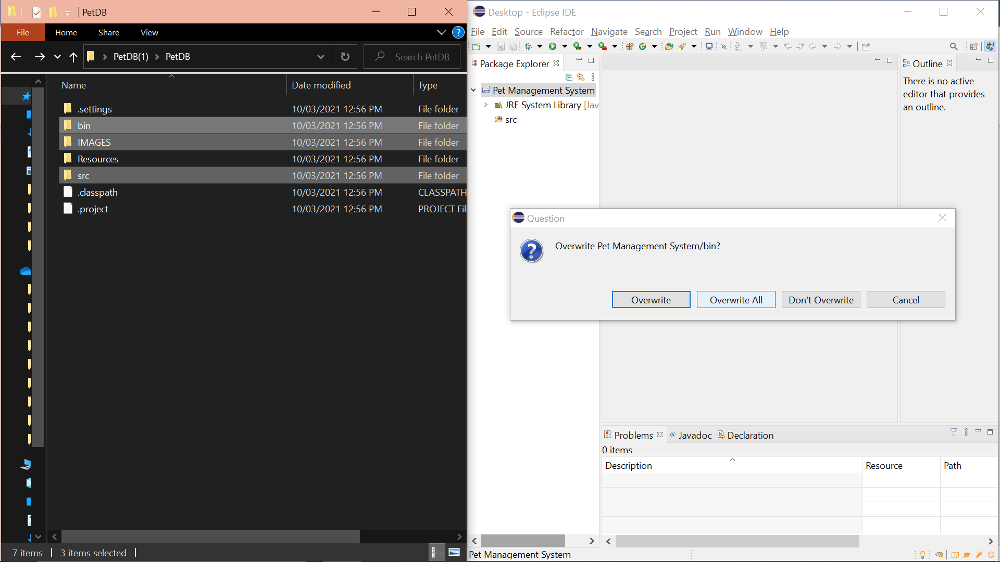 PetDB
File Home Share View
PetDB(1) PetDB
Search PetDB
Name Date modified Type
.settings 10/03/2021 12:56 PM File folder
bin 10/03/2021 12:56 PM File folder
IMAGES 10/03/2021 12:56 PM File folder
Resources 10/03/2021 12:56 PM File folder
src 10/03/2021 12:56 PM File folder
.classpath 10/03/2021 12:56 PM CLASSPATH
.project 10/03/2021 12:56 PM PROJECT Fil
7 items 3 items selected
Desktop - Eclipse IDE
File Edit Source Refactor Navigate Search Project Run Window Help
Package Explorer
Pet Management System
JRE System Library [Jav
src
Outline
There is no active
editor that provides
an outline.
Question
Overwrite Pet Management System/bin?
Overwrite Overwrite All Don't Overwrite Cancel
Problems Javadoc Declaration
0 items
Description Resource Path
Pet Management System